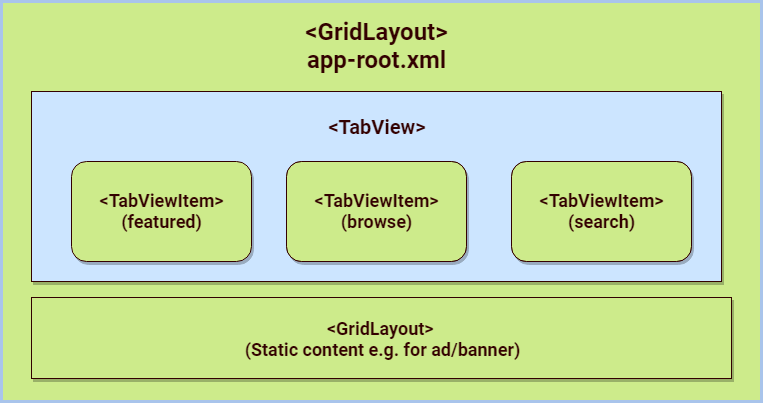 <GridLayout>
app-root.xml
<TabView>
<TabViewItem>
(featured)
<TabViewItem>
(browse)
<TabViewItem>
(search)
<GridLayout>
(Static content e.g. for ad/banner)